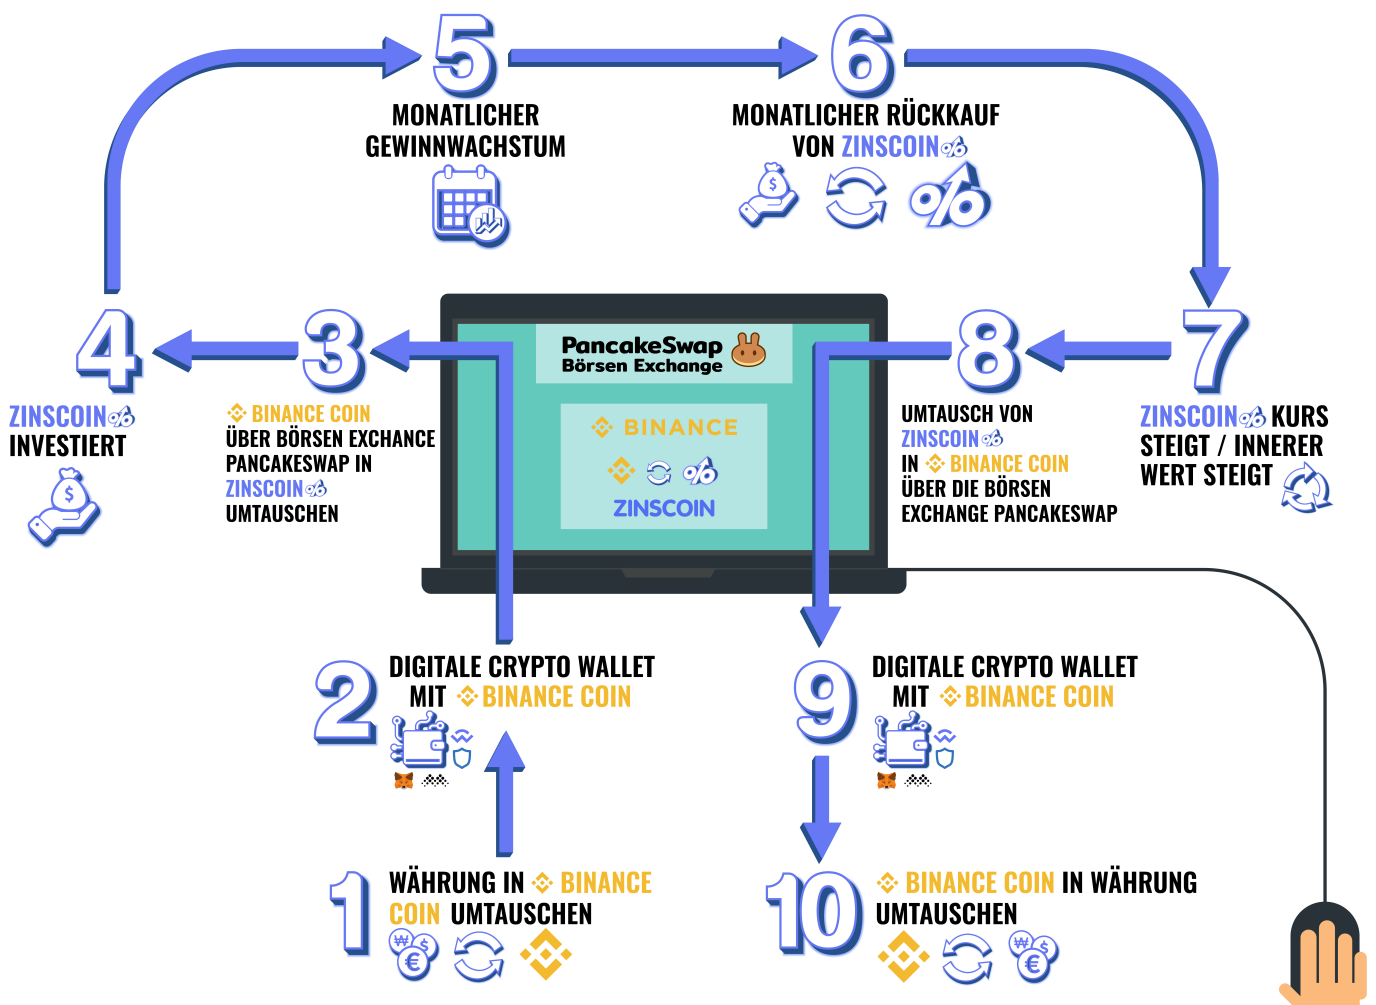 5
MONATLICHER
GEWINNWACHSTUM
6
MONATLICHER RÜCKKAUF
VON ZINSCOIN%
$
%
4
ZINSCOIN%
INVESTIERT
$
3
BINANCE COIN
ÜBER BÖRSEN EXCHANCE
PANCAKESWAP IN
ZINSCOIN%
UMTAUSCHEN
PancakeSwap
Börsen Exchange
BINANCE
%
ZINSCOIN
8
UMTAUSCH VON
ZINSCOIN%
IN BINANCE COIN
ÜBER DIE BÖRSEN
EXCHANGE PANCAKESWAP
7
ZINSCOIN% KURS
STEIGT / INNERER
WERT STEIGT
2
DIGITALE CRYPTO WALLET
MIT BINANCE COIN
9
DIGITALE CRYPTO WALLET
MIT BINANCE COIN
1
WÄHRUNG IN BINANCE
COIN UMTAUSCHEN
₩ $
€
10
BINANCE COIN IN WÄHRUNG
UMTAUSCHEN
₩ $
€